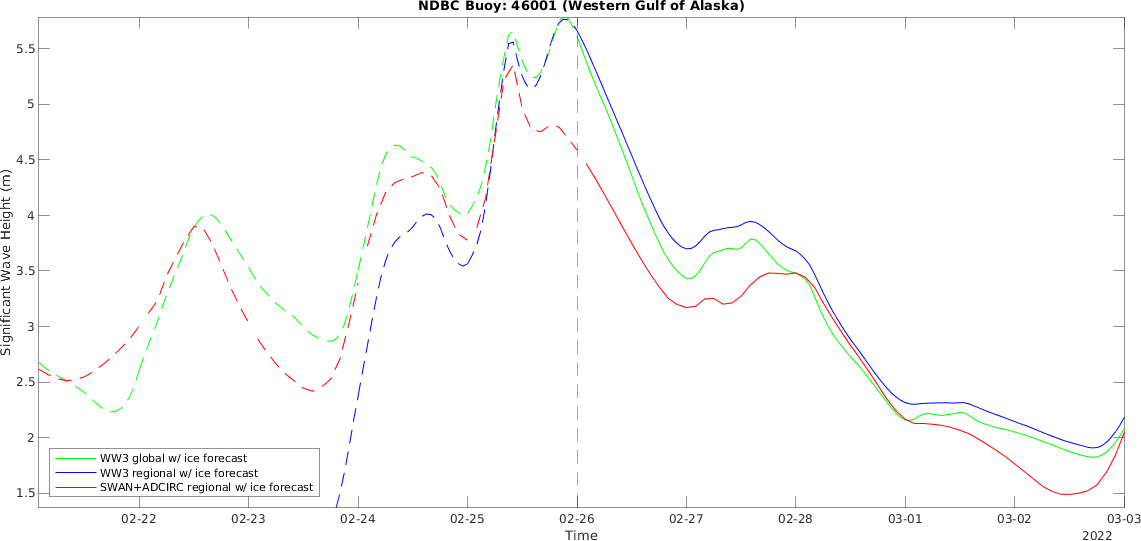 NDBC Buoy: 46001 (Western Gulf of Alaska)
Significant Wave Height (m)
5.5
5
4.5
4
3.5
3
2.5
2
1.5
WW3 global w/ ice forecast
WW3 regional w/ ice forecast
SWAN+ADCIRC regional w/ ice forecast
02-22 02-23 02-24 02-25 02-26 02-27 02-28 03-01 03-02 03-03
Time
2022